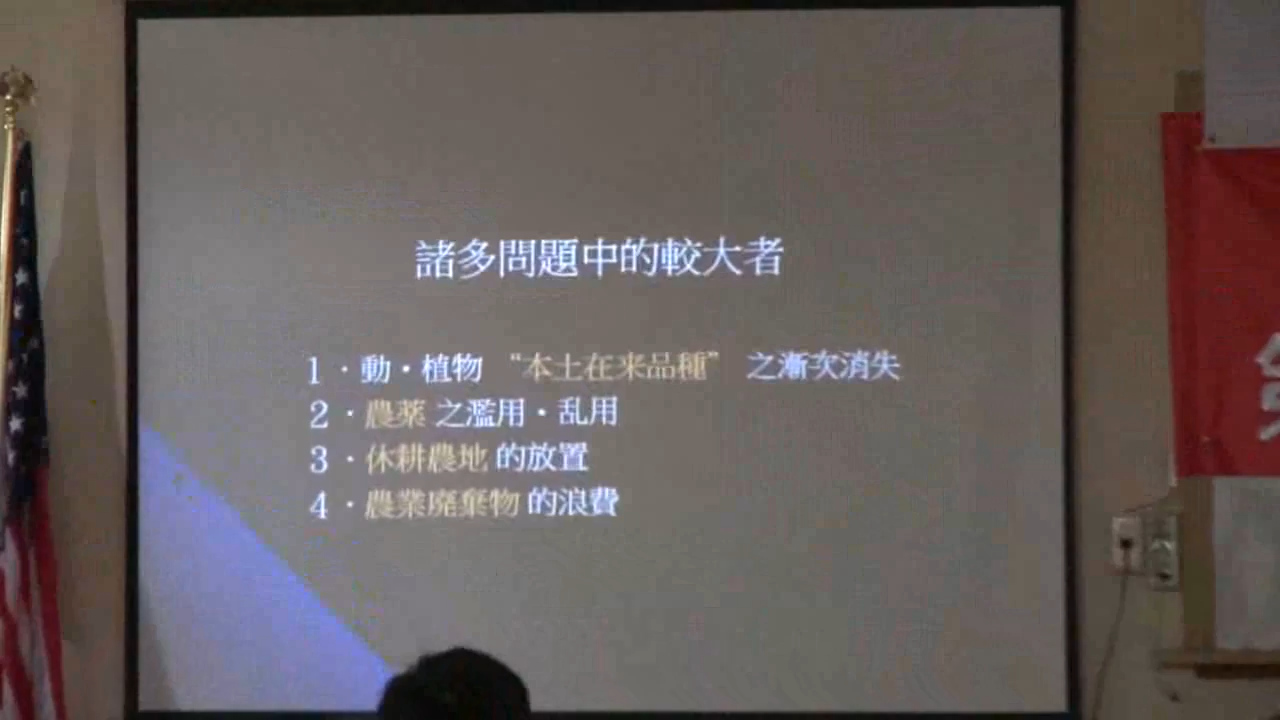 諸多問題中的較大者
1・動・植物 “本土在来品種” 之漸次消失
2・農薬 之濫用・乱用
3・休耕農地 的放置
4・農業廃棄物 的浪費